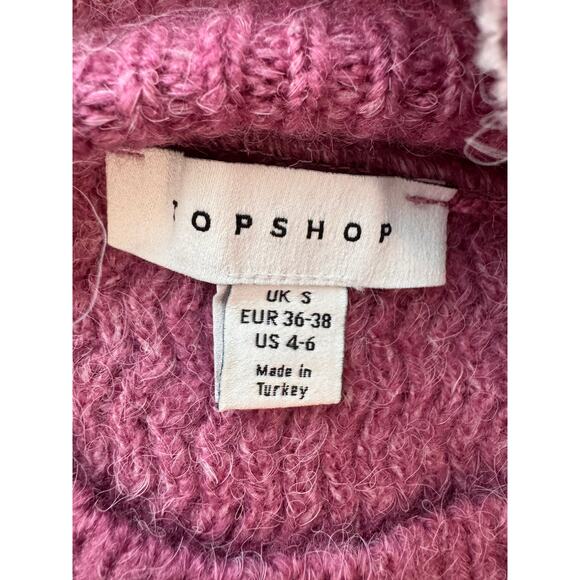 TOPSHOP
UK S
EUR 36-38
US 4-6
Made in
Turkey